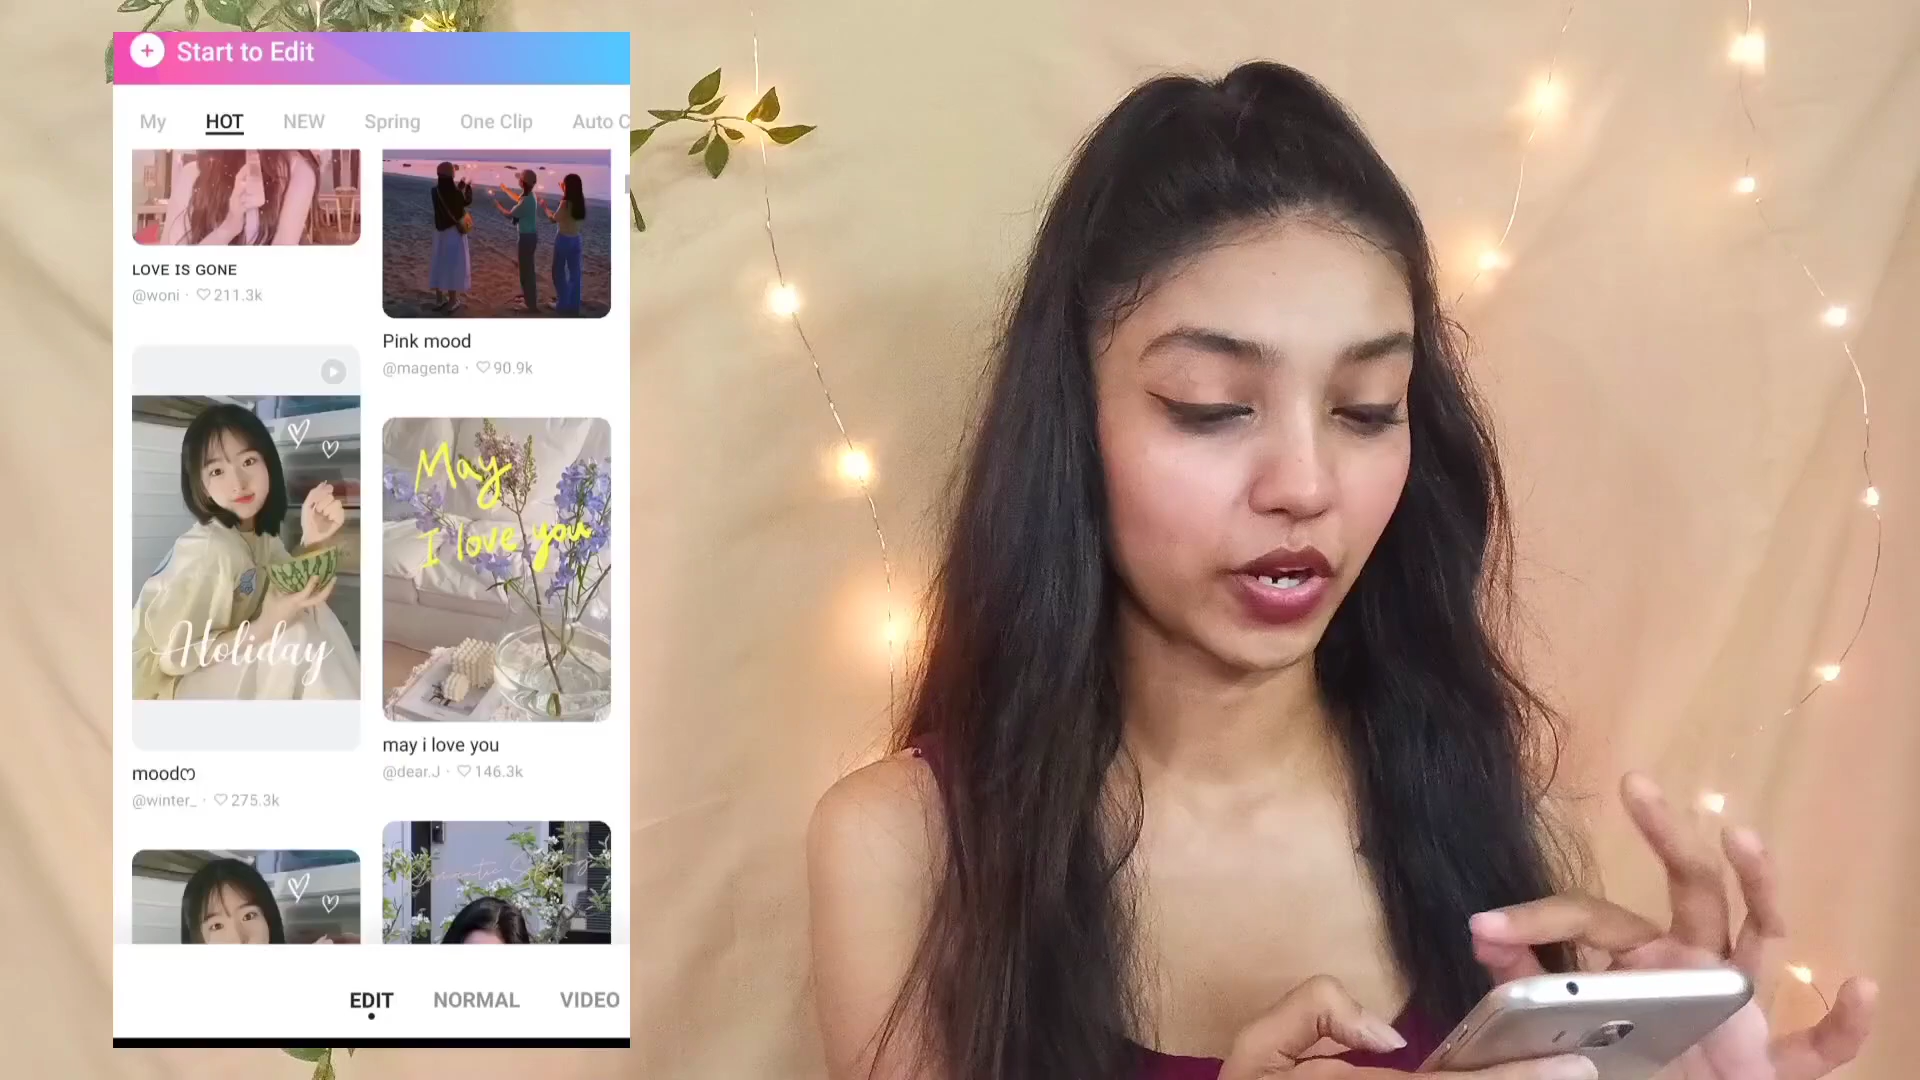 Start to Edit
My HOT NEW Spring One Clip Auto C
LOVE IS GONE
@woni · ♡ 211.3k
Pink mood
@magenta · ♡ 90.9k
Holiday
moodෆ
@winter_ · ♡ 275.3k
May
I love you
may i love you
@dear.J · ♡ 146.3k
EDIT NORMAL VIDEO